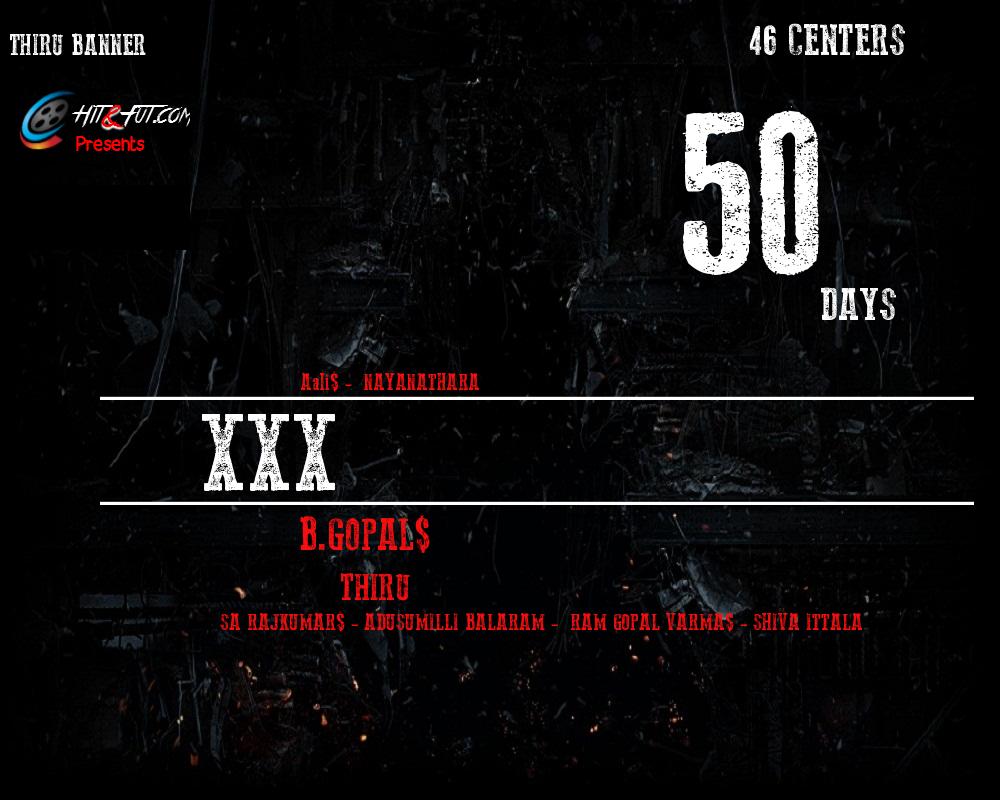 THIRU BANNER
46 CENTERS
HIT&FUT.COM
Presents
50
DAYS
Aali$ - NAYANATHARA
XXX
B.GOPAL$
THIRU
SA RAJKUMAR$ - ADUSUMILLI BALARAM - RAM GOPAL VARMA$ - SHIVA ITTALA